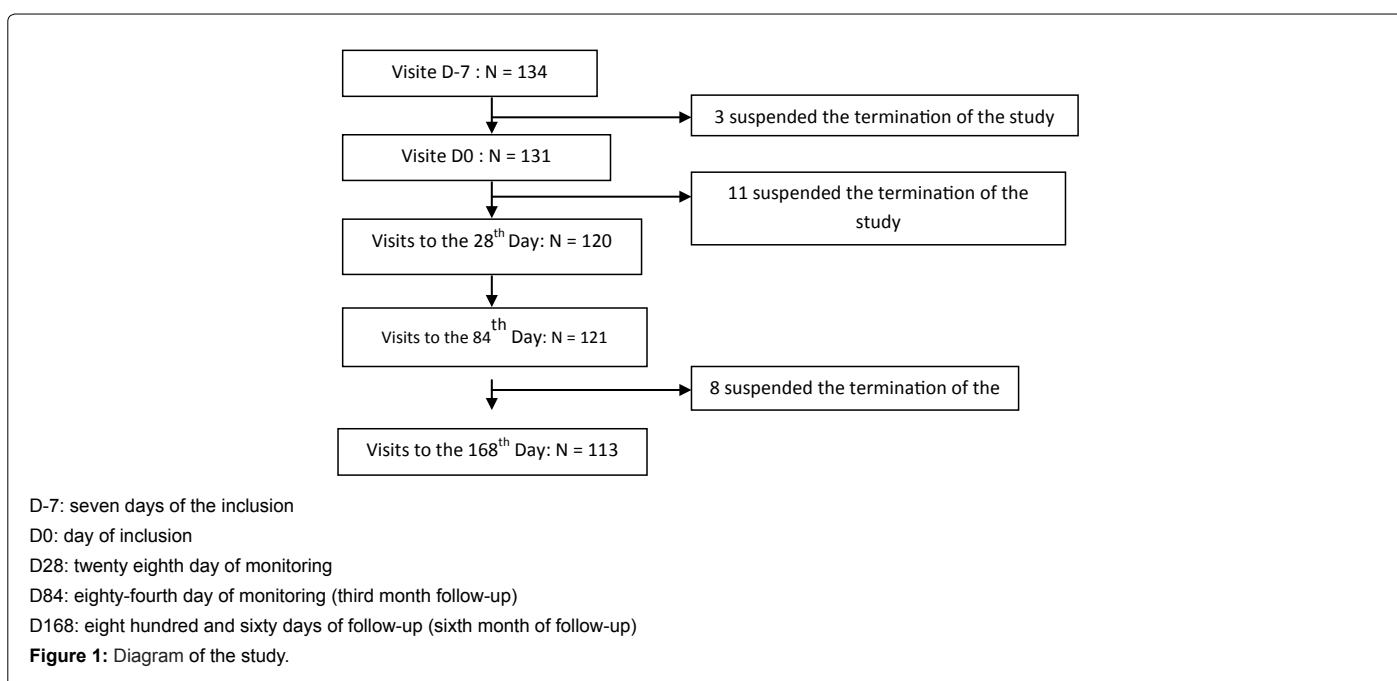 Visite D-7 : N = 134
3 suspended the termination of the study
Visite D0 : N = 131
11 suspended the termination of the
study
Visits to the 28th Day: N = 120
Visits to the 84th Day: N = 121
8 suspended the termination of the
Visits to the 168th Day: N = 113
D-7: seven days of the inclusion
D0: day of inclusion
D28: twenty eighth day of monitoring
D84: eighty-fourth day of monitoring (third month follow-up)
D168: eight hundred and sixty days of follow-up (sixth month of follow-up)
Figure 1: Diagram of the study.